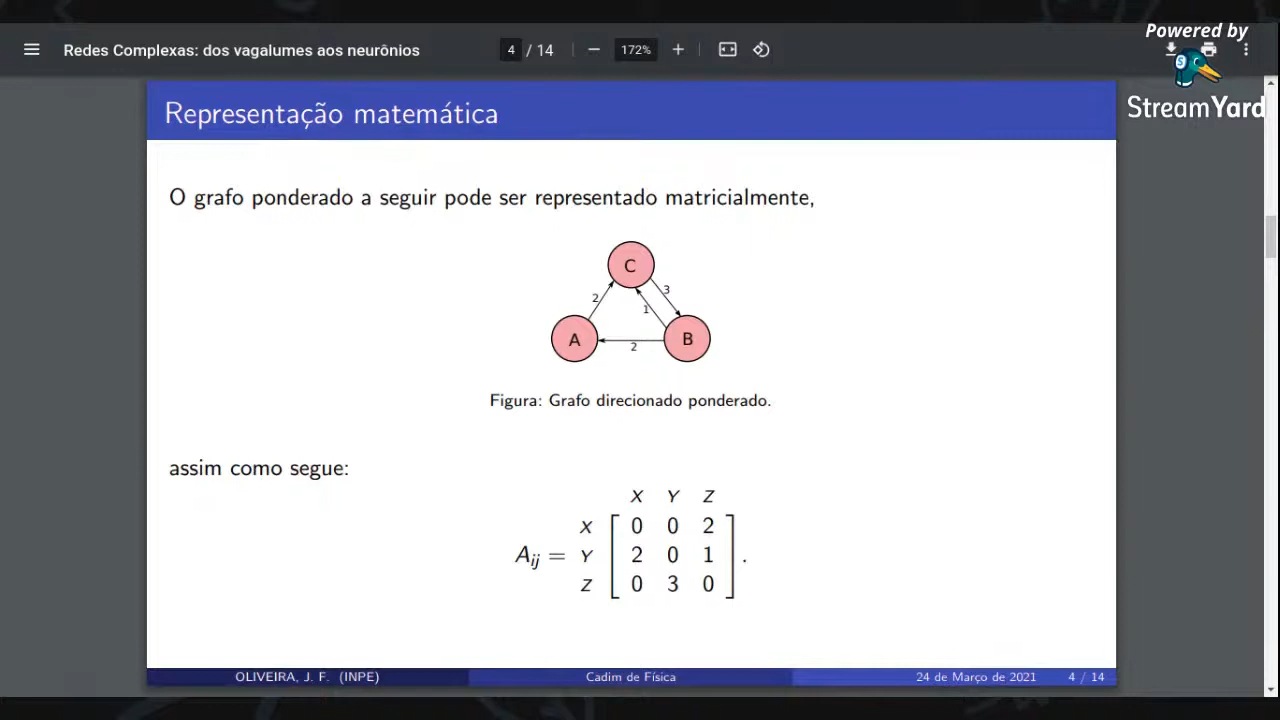 Powered by
StreamYard
Redes Complexas: dos vagalumes aos neurônios
4 / 14
172%
Representação matemática
O grafo ponderado a seguir pode ser representado matricialmente,
C
2
3
1
A
B
2
Figura: Grafo direcionado ponderado.
assim como segue:
X Y Z
X 0 0 2
A_ij = Y 2 0 1 .
Z 0 3 0
OLIVEIRA, J. F. (INPE) Cadim de Física 24 de Março de 2021 4 / 14